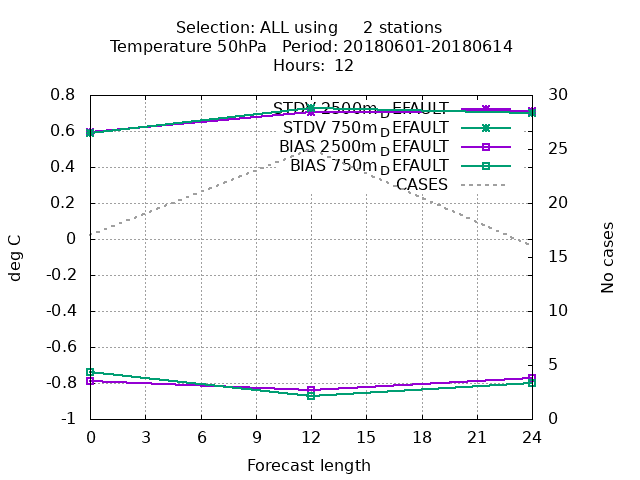 Selection: ALL using     2 stations
Temperature 50hPa   Period: 20180601-20180614
Hours:  12
0.8
0.6
0.4
0.2
0
-0.2
-0.4
-0.6
-0.8
-1
deg C
STDV 2500m_DEFAULT
STDV 750m_DEFAULT
BIAS 2500m_DEFAULT
BIAS 750m_DEFAULT
CASES
30
25
20
15
10
5
0
No cases
0 3 6 9 12 15 18 21 24
Forecast length